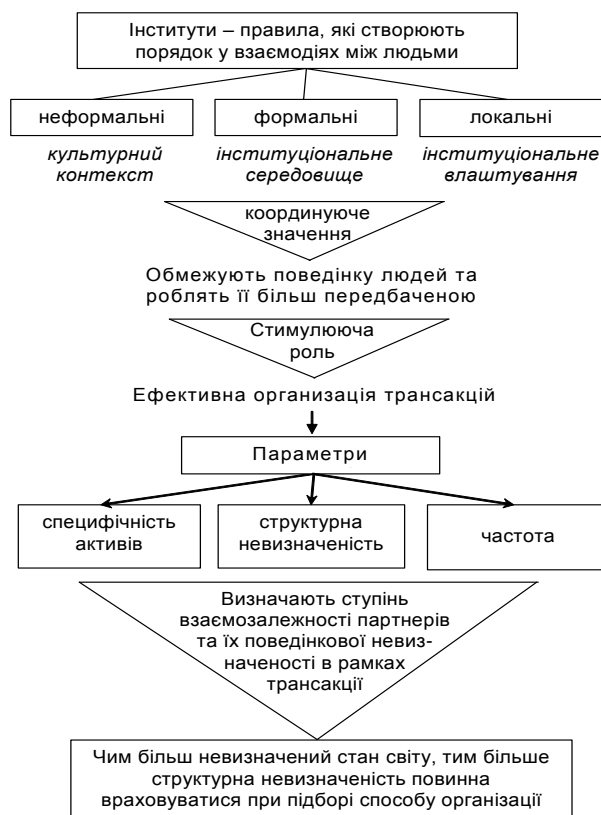 Інститути – правила, які створюють
порядок у взаємодіях між людьми
неформальні
формальні
локальні
культурний
контекст
інституціональне
середовище
інституціональне
влаштування
координуюче
значення
Обмежують поведінку людей та
роблять її більш передбаченою
Стимулююча
роль
Ефективна организація трансакцій
Параметри
специфічність
активів
структурна
невизначеність
частота
Визначають ступінь
взаємозалежності партнерів
та їх поведінкової невиз-
наченості в рамках
трансакції
Чим більш невизначений стан світу, тим більше
структурна невизначеність повинна
враховуватися при підборі способу організації